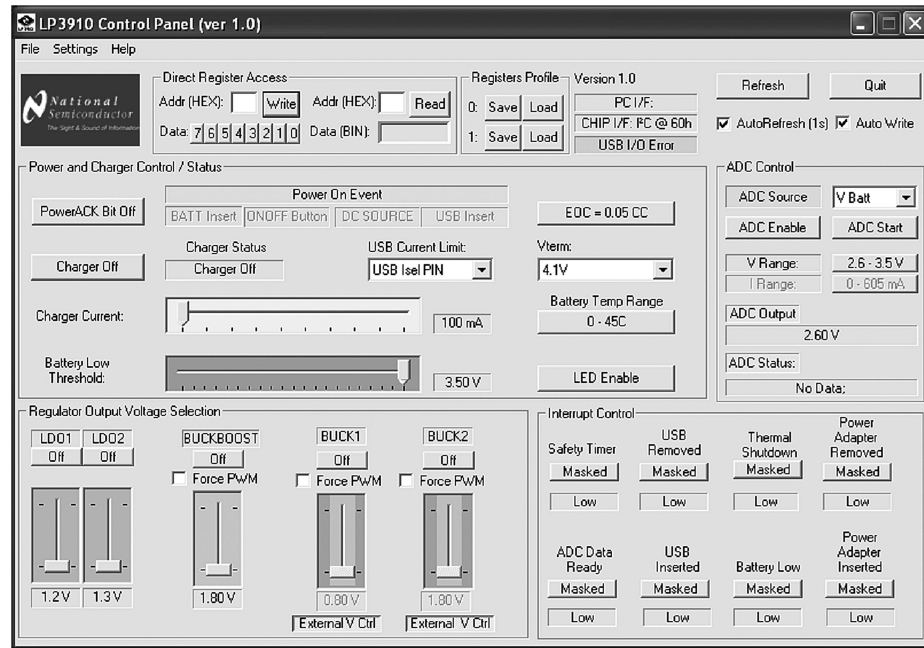 LP3910 Control Panel (ver 1.0)
File Settings Help
National
Semiconductor
The Sight & Sound of Information
Direct Register Access
Addr (HEX): Write Addr (HEX): Read
Data: 7 6 5 4 3 2 1 0 Data (BIN):
Registers Profile
0: Save Load
1: Save Load
Version 1.0
PC I/F:
CHIP I/F: I²C @ 60h
USB I/O Error
Refresh Quit
AutoRefresh (1s) Auto Write
Power and Charger Control / Status
PowerACK Bit Off
Power On Event
BATT Insert ONOFF Button DC SOURCE USB Insert
EOC = 0.05 CC
Charger Off
Charger Status
Charger Off
USB Current Limit:
USB Isel PIN
Vterm:
4.1V
Charger Current:
100 mA
Battery Temp Range
0 - 45C
Battery Low
Threshold:
3.50 V
LED Enable
ADC Control
ADC Source V Batt
ADC Enable ADC Start
V Range: 2.6 - 3.5 V
I Range: 0 - 605 mA
ADC Output
2.60 V
ADC Status:
No Data;
Regulator Output Voltage Selection
LDO1 LDO2 BUCKBOOST BUCK1 BUCK2
Off Off Off Off Off
Force PWM Force PWM Force PWM
1.2 V 1.3 V 1.80 V 0.80 V 1.80 V
External V Ctrl External V Ctrl
Interrupt Control
Safety Timer
Masked
Low
USB
Removed
Masked
Low
Thermal
Shutdown
Masked
Low
Power
Adapter
Removed
Masked
Low
ADC Data
Ready
Masked
Low
USB
Inserted
Masked
Low
Battery Low
Masked
Low
Power
Adapter
Inserted
Masked
Low